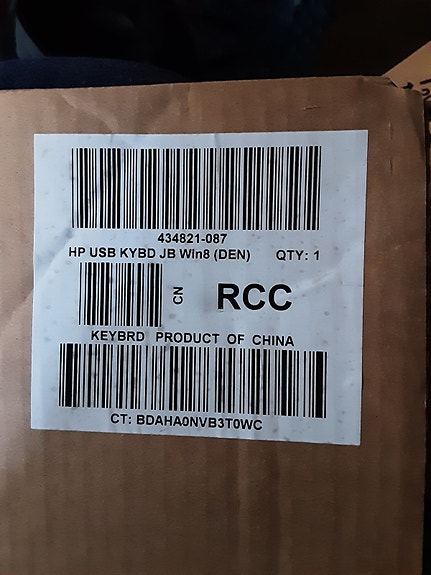 434821-087
HP USB KYBD JB Win8 (DEN) QTY: 1
CN RCC
KEYBRD PRODUCT OF CHINA
CT: BDAHA0NVB3T0WC